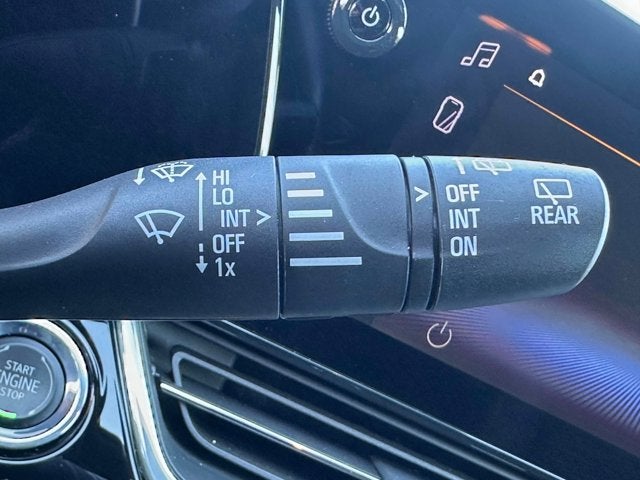 HI
LO
INT >
OFF
1x
> OFF
INT
ON
REAR
START
ENGINE
STOP